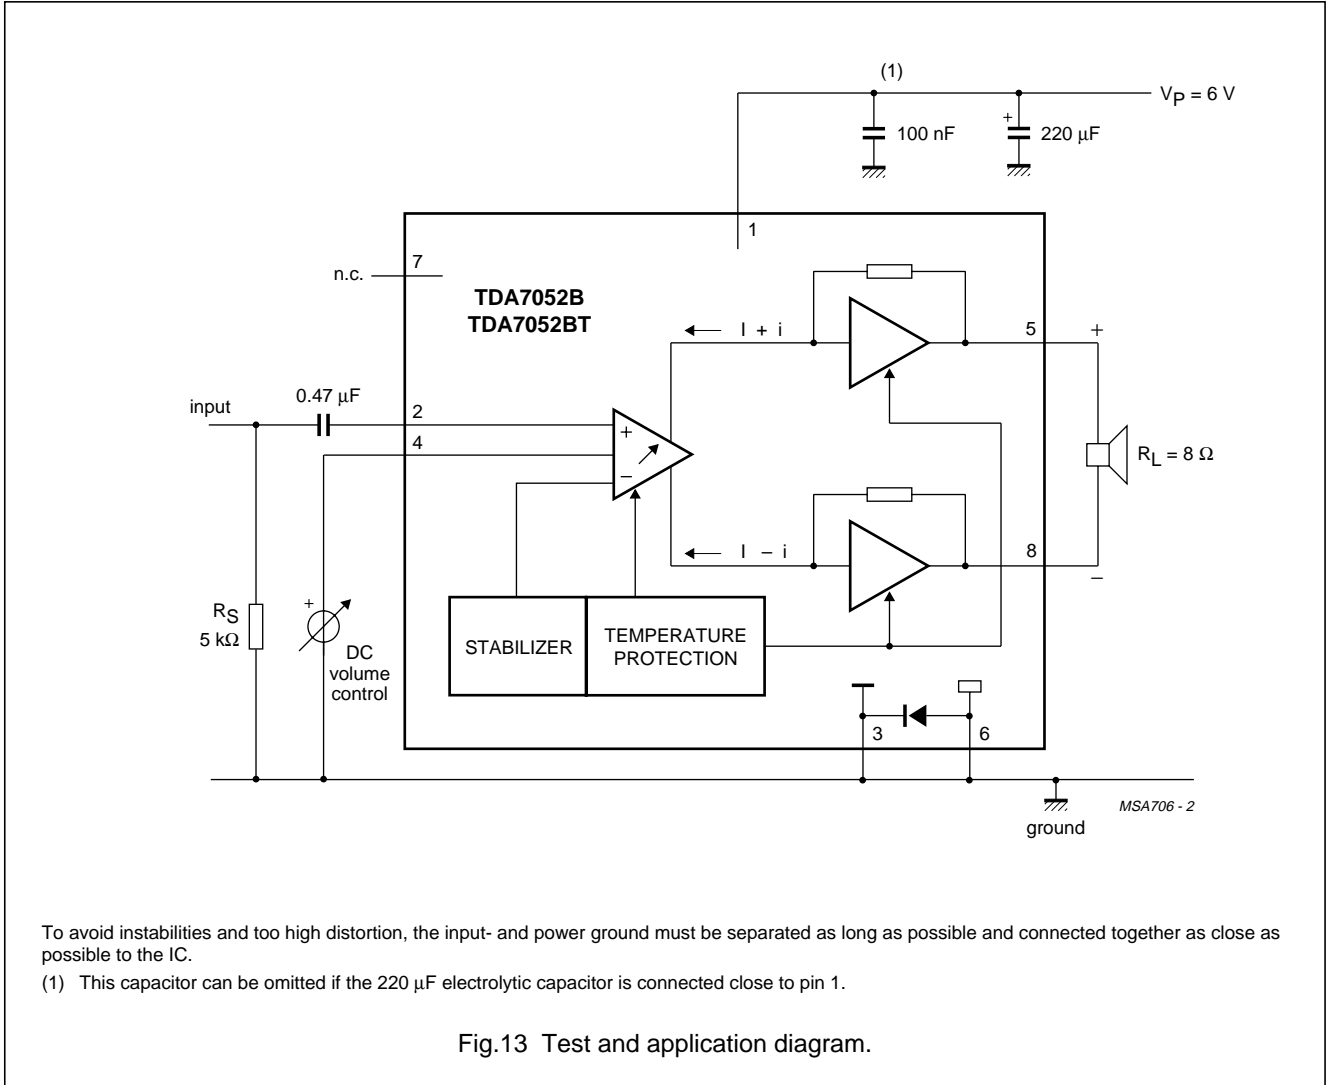 (1)
VP = 6 V
+
100 nF
220 μF
1
7
n.c.
TDA7052B
TDA7052BT
I + i
5
+
0.47 μF
input
2
4
+
−
RL = 8 Ω
I − i
8
−
RS
5 kΩ
+
DC
volume
control
STABILIZER
TEMPERATURE
PROTECTION
3
6
MSA706 - 2
ground
To avoid instabilities and too high distortion, the input- and power ground must be separated as long as possible and connected together as close as
possible to the IC.
(1) This capacitor can be omitted if the 220 μF electrolytic capacitor is connected close to pin 1.
Fig.13 Test and application diagram.